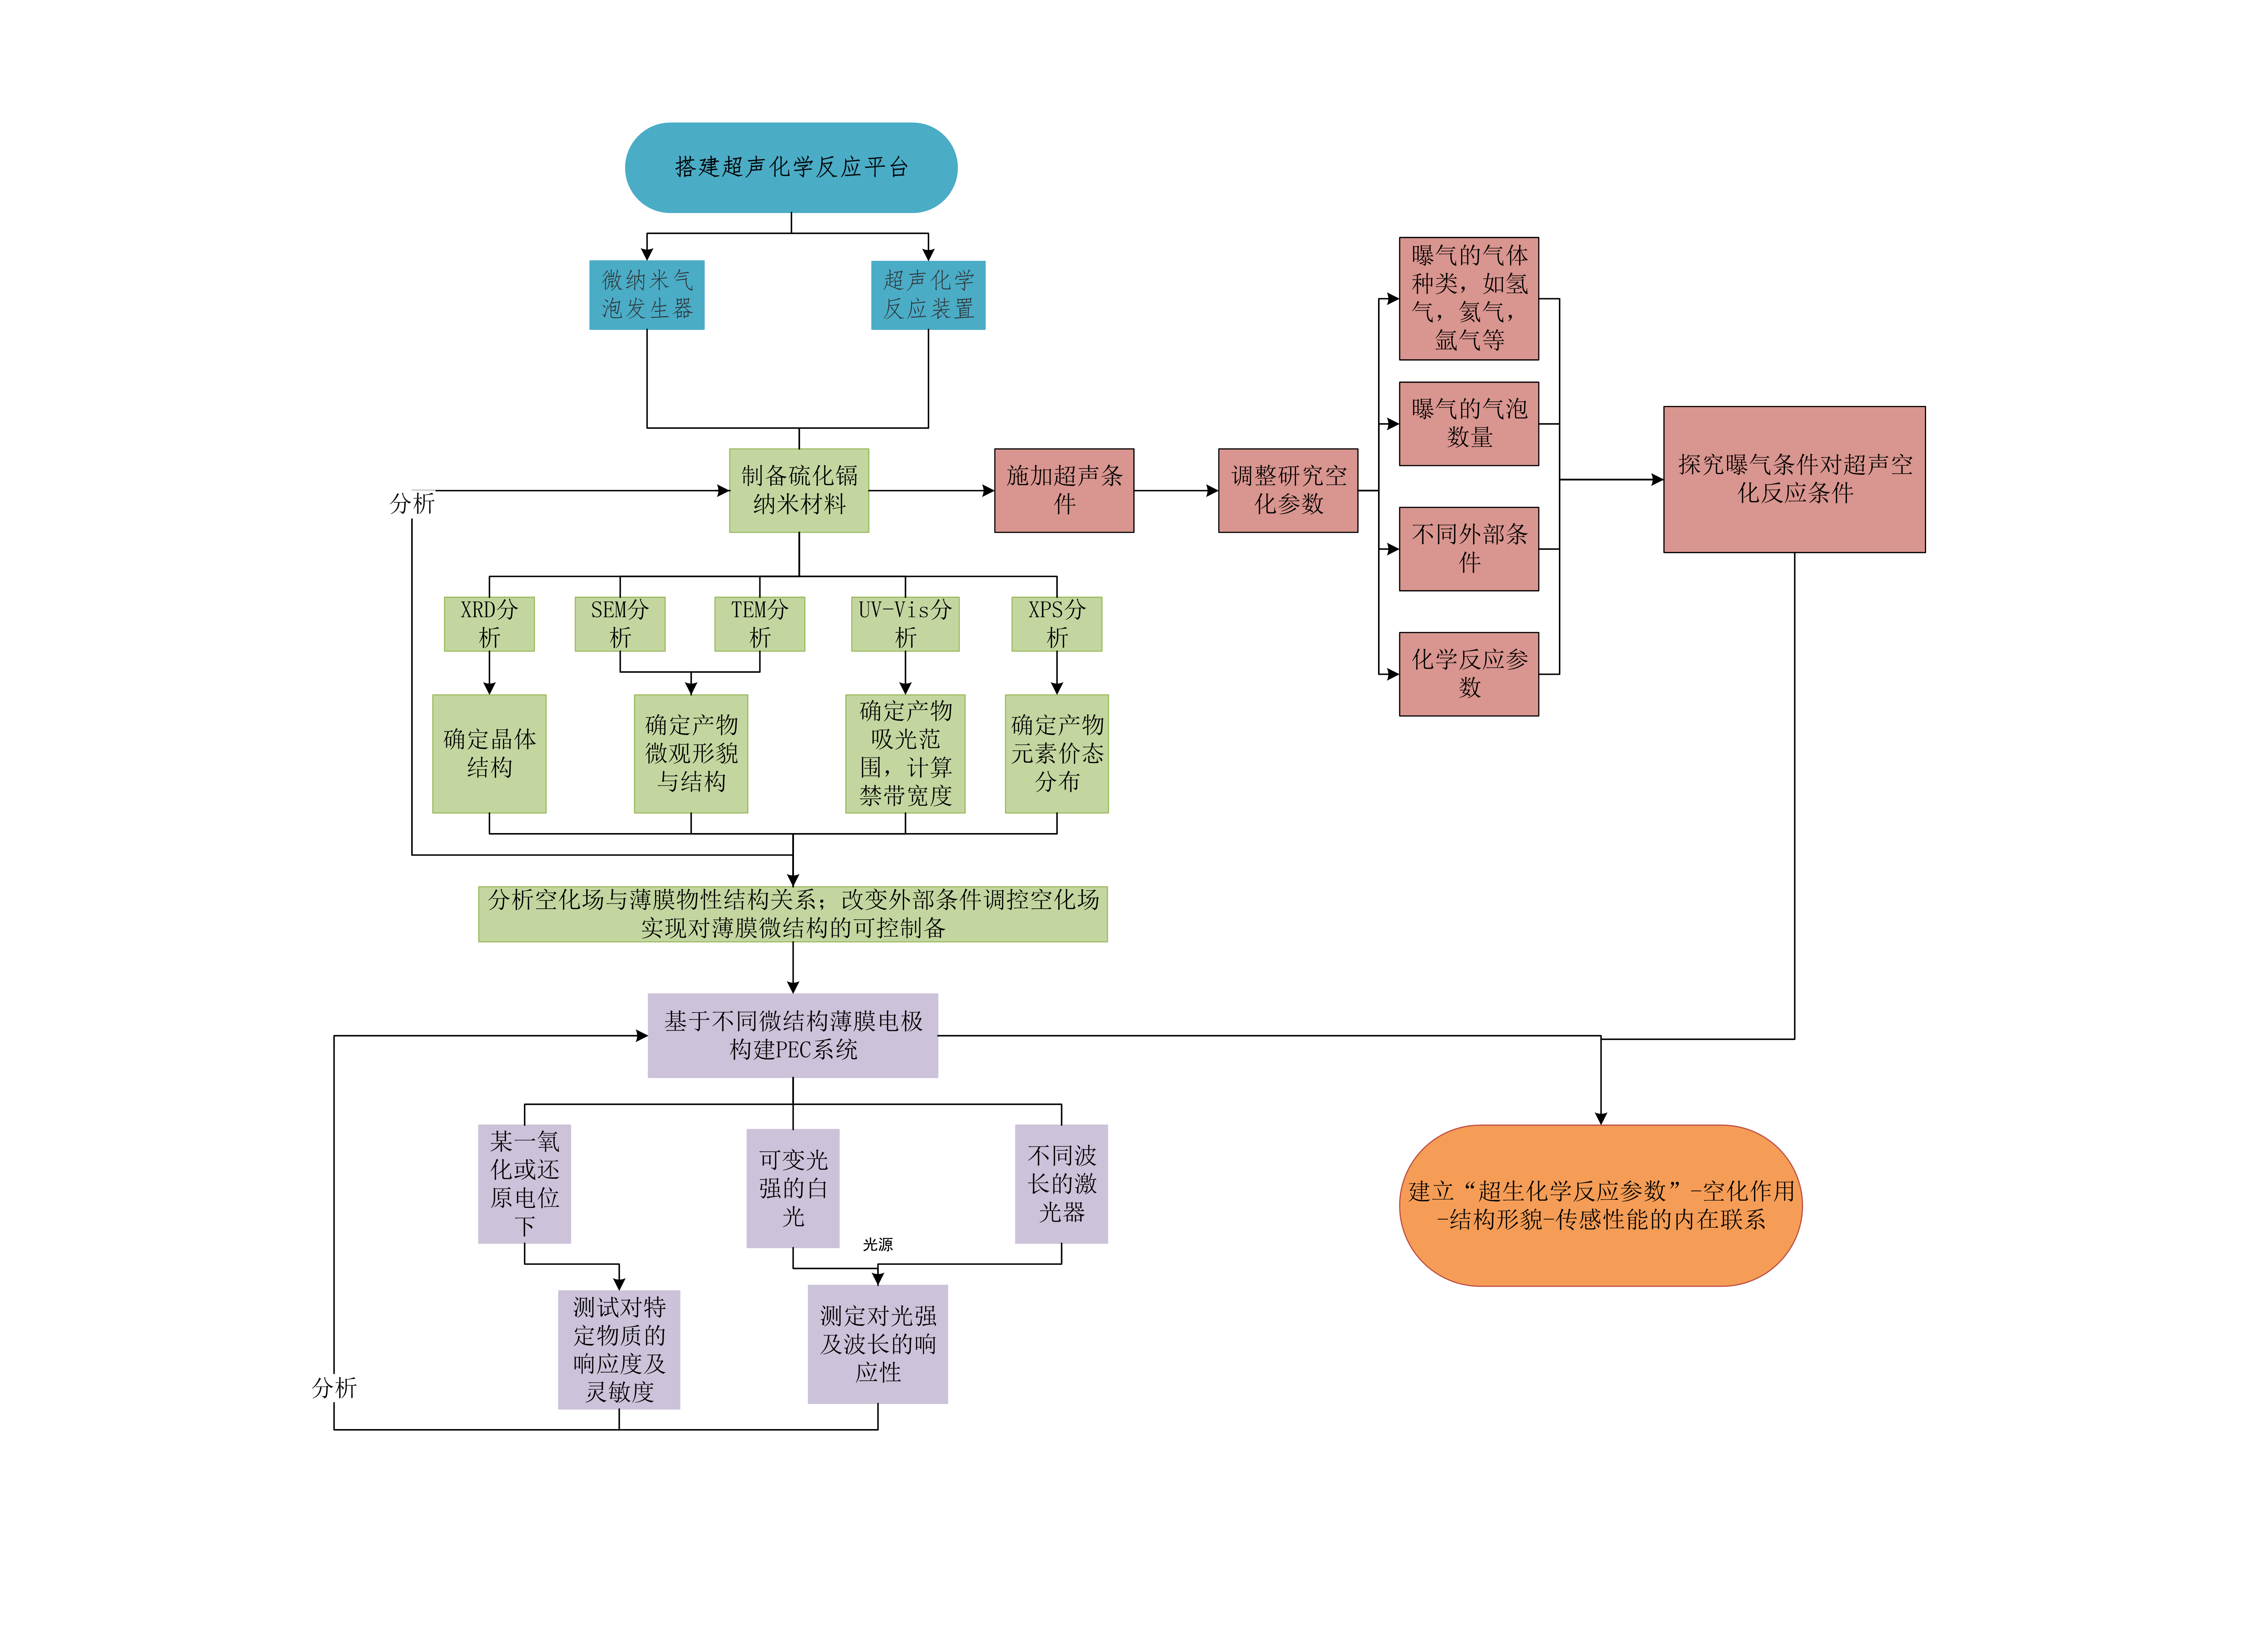 搭建超声化学反应平台
微纳米气
泡发生器
超声化学
反应装置
曝气的气体
种类，如氢
气，氦气，
氩气等
曝气的气泡
数量
不同外部条
件
化学反应参
数
探究曝气条件对超声空
化反应条件
制备硫化镉
纳米材料
施加超声条
件
调整研究空
化参数
分析
XRD分
析
SEM分
析
TEM分
析
UV-Vis分
析
XPS分
析
确定晶体
结构
确定产物
微观形貌
与结构
确定产物
吸光范
围，计算
禁带宽度
确定产物
元素价态
分布
分析空化场与薄膜物性结构关系；改变外部条件调控空化场
实现对薄膜微结构的可控制备
基于不同微结构薄膜电极
构建PEC系统
某一氧
化或还
原电位
下
可变光
强的白
光
不同波
长的激
光器
光源
测试对特
定物质的
响应度及
灵敏度
测定对光强
及波长的响
应性
分析
建立“超生化学反应参数”-空化作用
-结构形貌-传感性能的内在联系